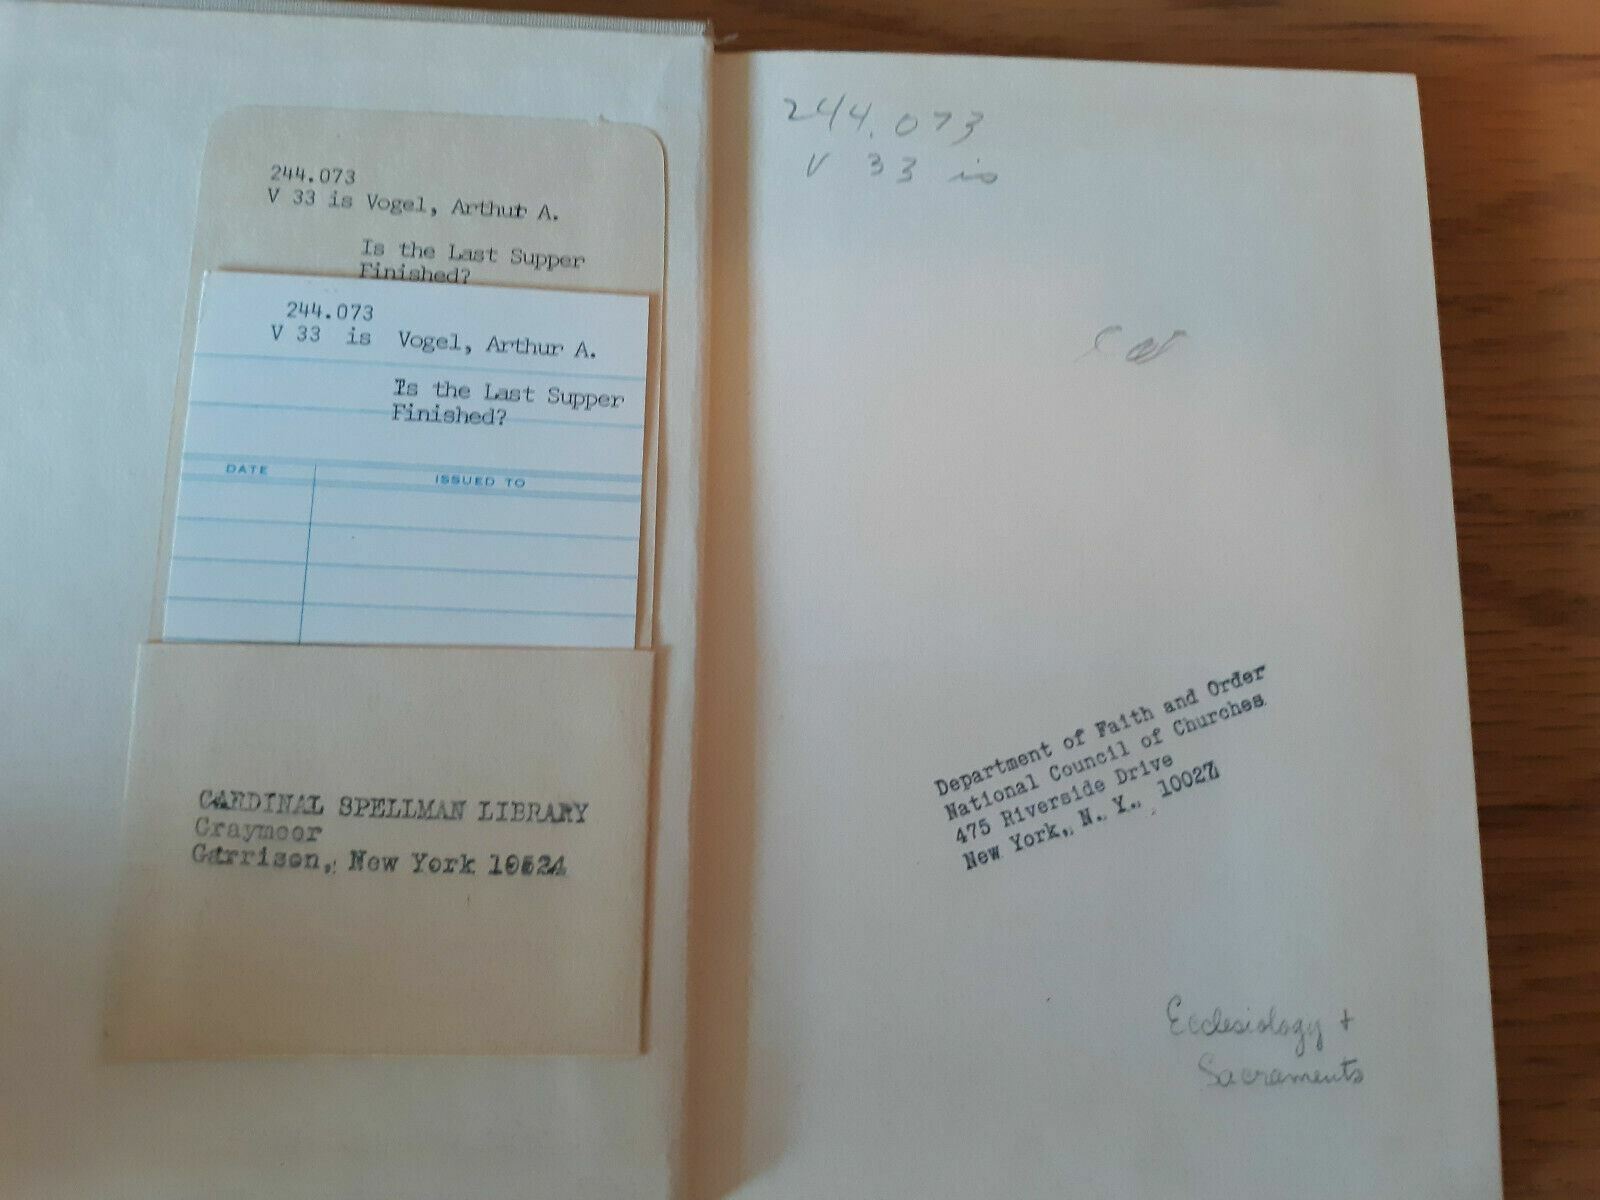 244.073
V 33 is Vogel, Arthur A.
Is the Last Supper
Finished?
244.073
V 33 is Vogel, Arthur A.
Is the Last Supper
Finished?
DATE
ISSUED TO
CARDINAL SPELLMAN LIBRARY
Graymoor
Garrison, New York 10524
244.073
V 33 is
Department of Faith and Order
National Council of Churches
475 Riverside Drive
New York, N. Y. 10027
Ecclesiology +
Sacraments